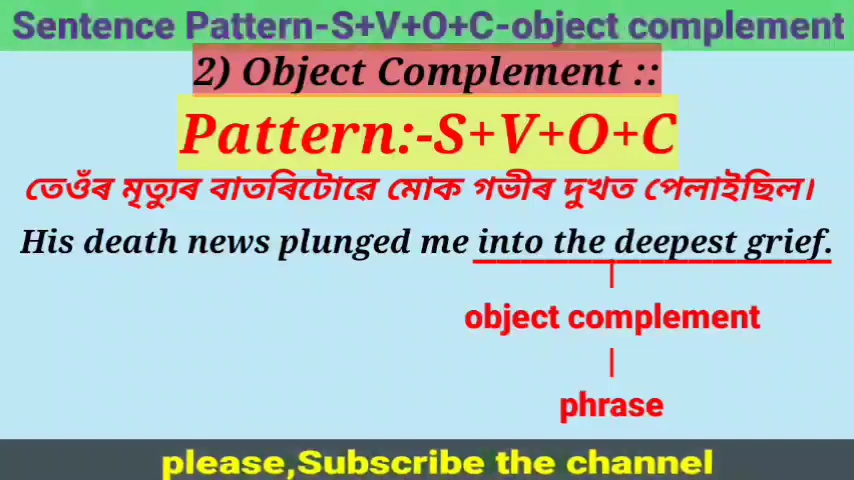 Sentence Pattern-S+V+O+C-object complement
2) Object Complement ::
Pattern:-S+V+O+C
তেওঁৰ মৃত্যুৰ বাতৰিটোৱে মোক গভীৰ দুখত পেলাইছিল।
His death news plunged me into the deepest grief.
object complement
phrase
please,Subscribe the channel